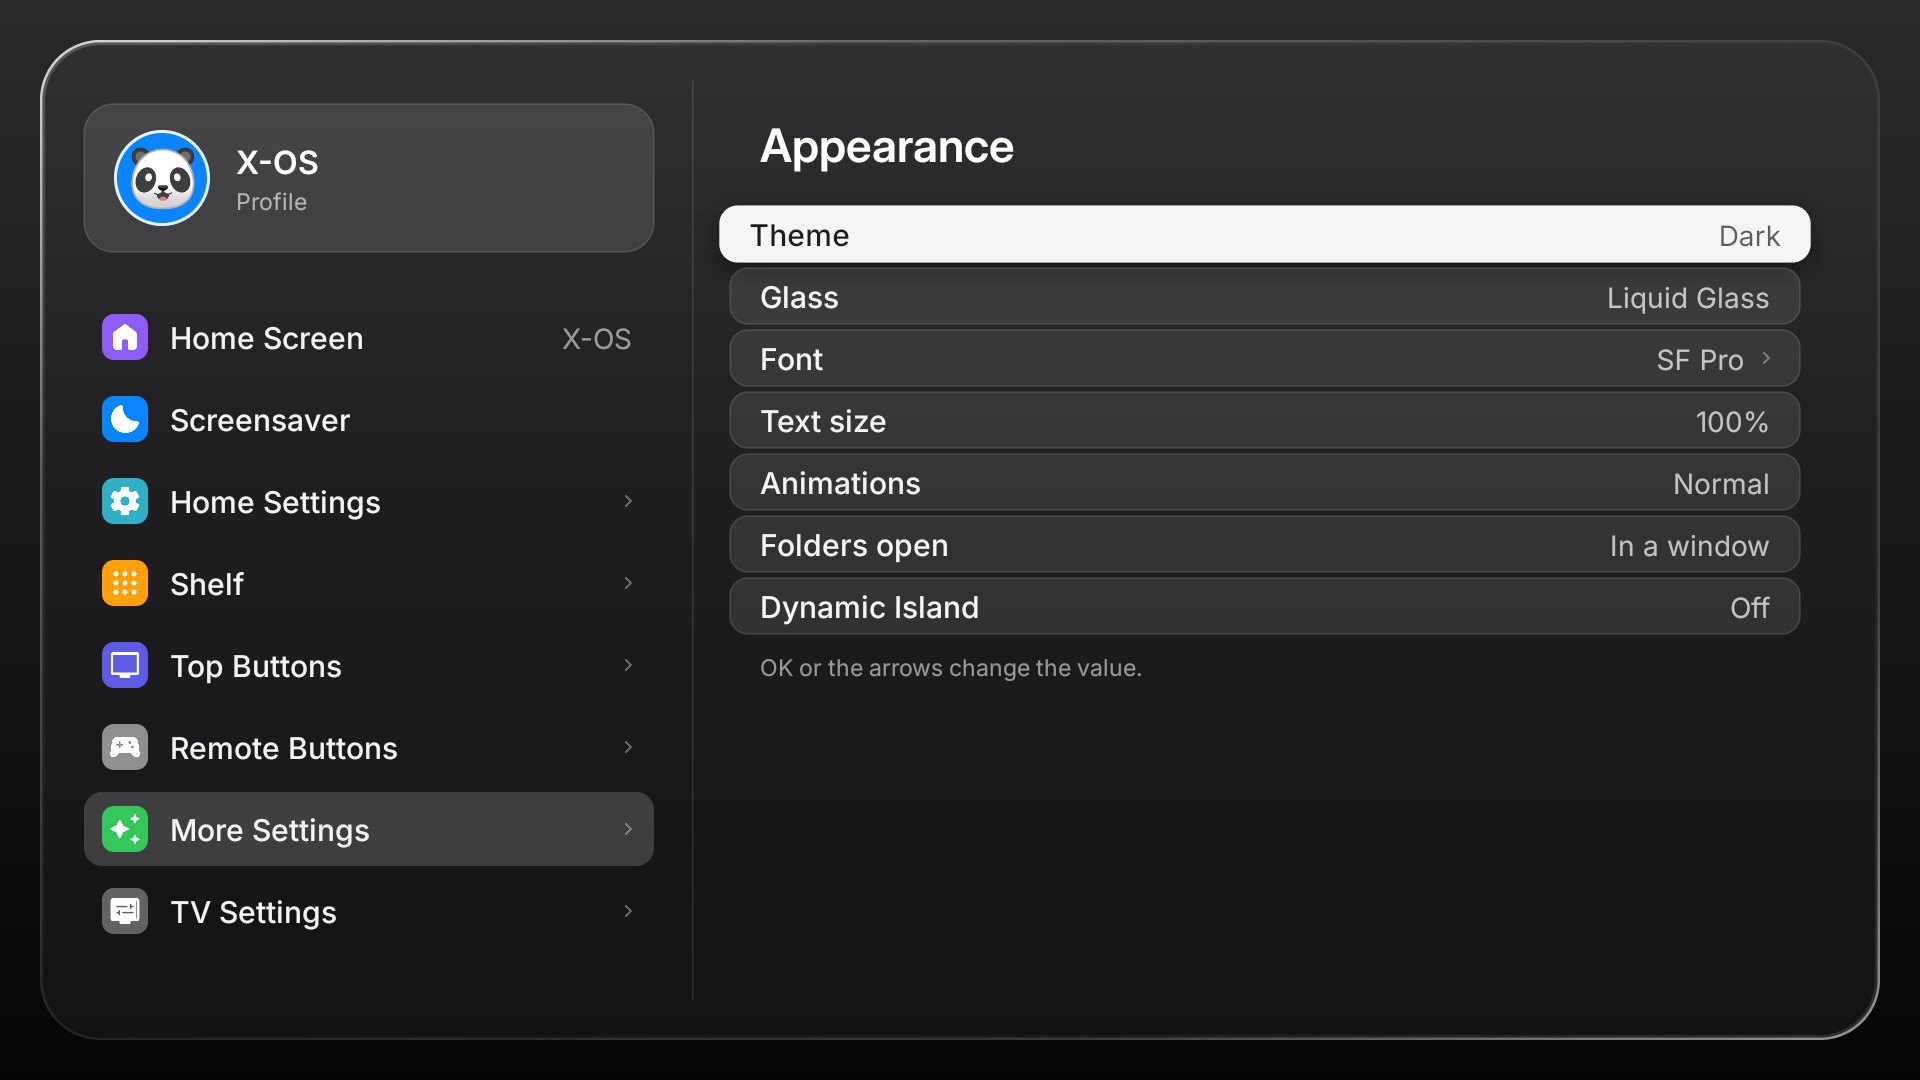 X-OS
Profile
Home Screen X-OS
Screensaver
Home Settings
Shelf
Top Buttons
Remote Buttons
More Settings
TV Settings
Appearance
Theme Dark
Glass Liquid Glass
Font SF Pro
Text size 100%
Animations Normal
Folders open In a window
Dynamic Island Off
OK or the arrows change the value.